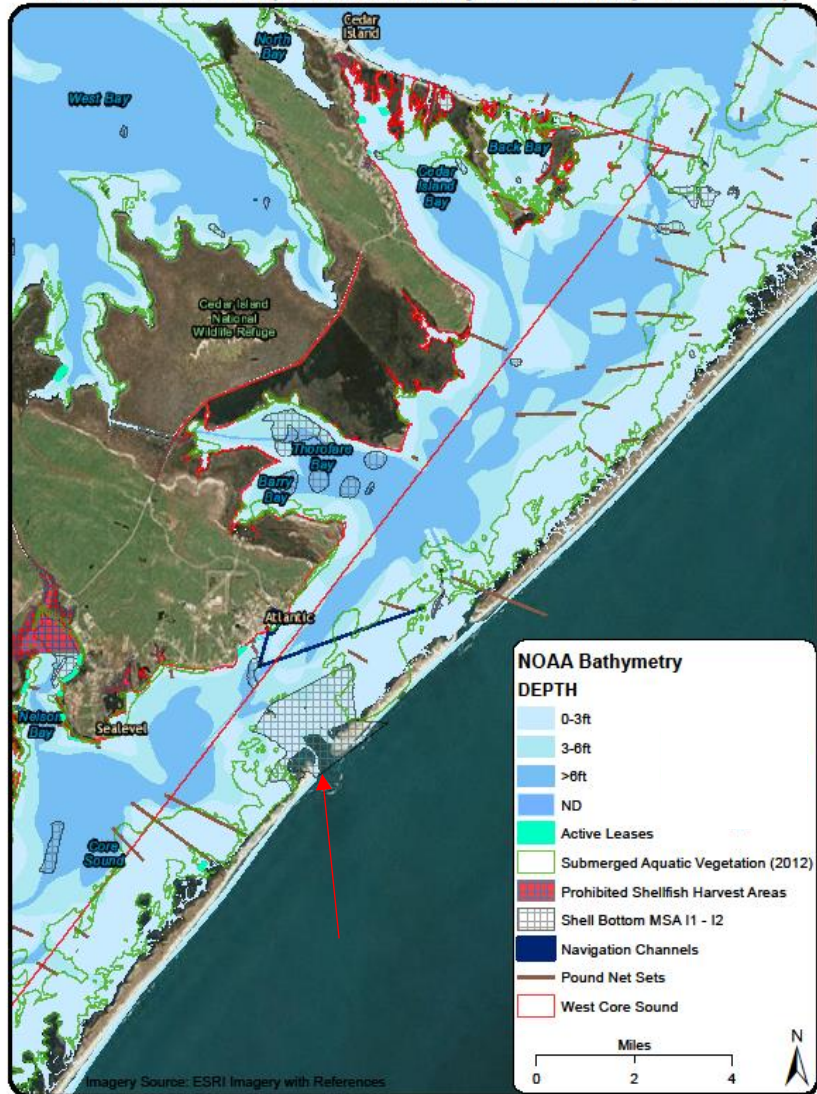 Cedar
Island
North
Bay
West Bay
Back Bay
Cedar
Island
Bay
Cedar Island
National
Wildlife Refuge
Thorofare
Bay
Barry
Bay
Atlantic
Nelson
Bay
Sealevel
Core
Sound
NOAA Bathymetry
DEPTH
0-3ft
3-6ft
>6ft
ND
Active Leases
Submerged Aquatic Vegetation (2012)
Prohibited Shellfish Harvest Areas
Shell Bottom MSA I1 - I2
Navigation Channels
Pound Net Sets
West Core Sound
Miles
0 2 4
N
Imagery Source: ESRI Imagery with References